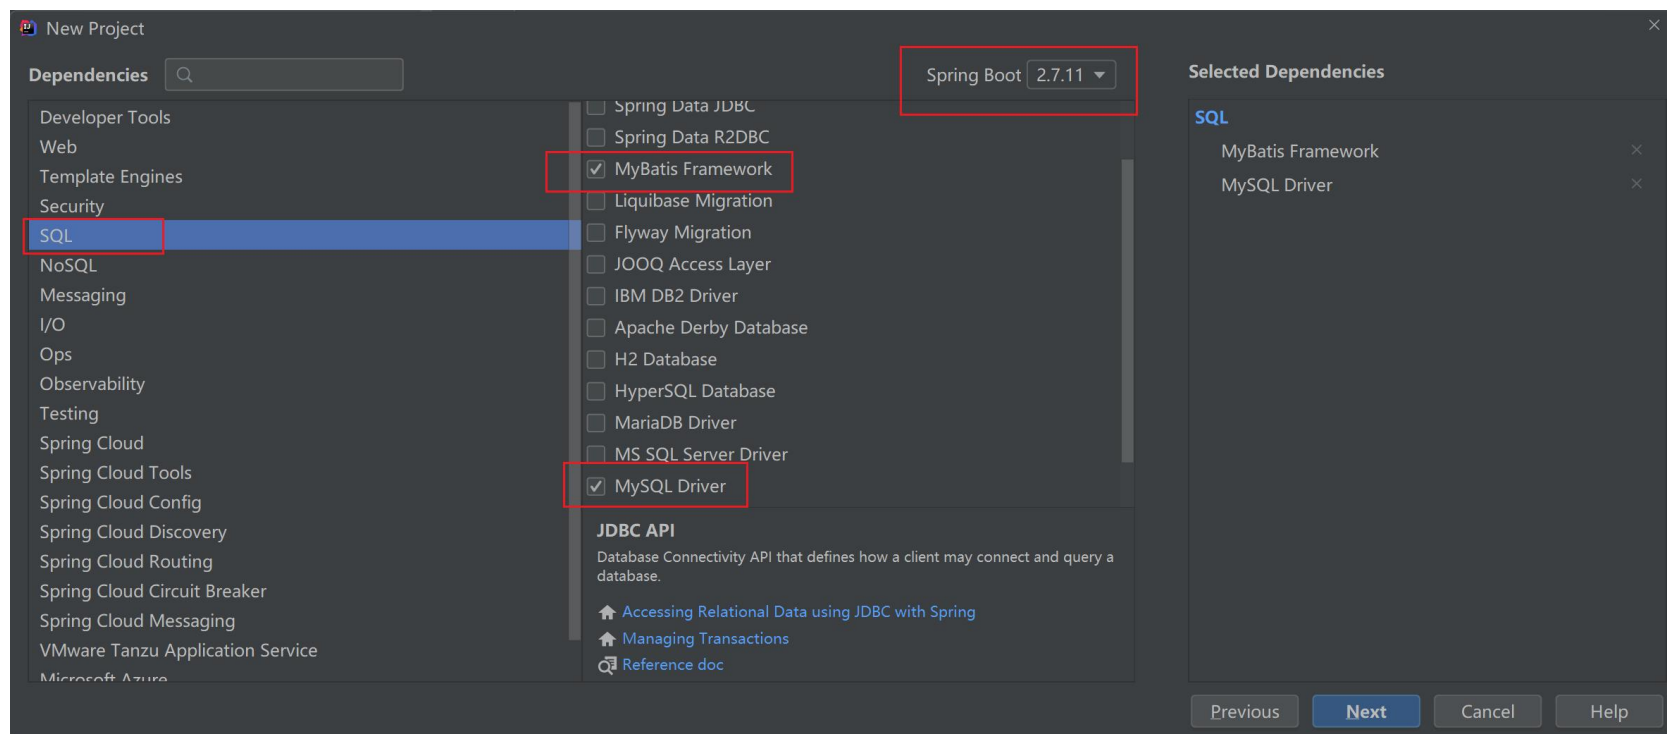 New Project
Dependencies
Spring Boot 2.7.11
Selected Dependencies
Developer Tools
Web
Template Engines
Security
SQL
NoSQL
Messaging
I/O
Ops
Observability
Testing
Spring Cloud
Spring Cloud Tools
Spring Cloud Config
Spring Cloud Discovery
Spring Cloud Routing
Spring Cloud Circuit Breaker
Spring Cloud Messaging
VMware Tanzu Application Service
Microsoft Azure
Spring Data JDBC
Spring Data R2DBC
MyBatis Framework
Liquibase Migration
Flyway Migration
JOOQ Access Layer
IBM DB2 Driver
Apache Derby Database
H2 Database
HyperSQL Database
MariaDB Driver
MS SQL Server Driver
MySQL Driver
JDBC API
Database Connectivity API that defines how a client may connect and query a
database.
Accessing Relational Data using JDBC with Spring
Managing Transactions
Reference doc
SQL
MyBatis Framework
MySQL Driver
Previous
Next
Cancel
Help